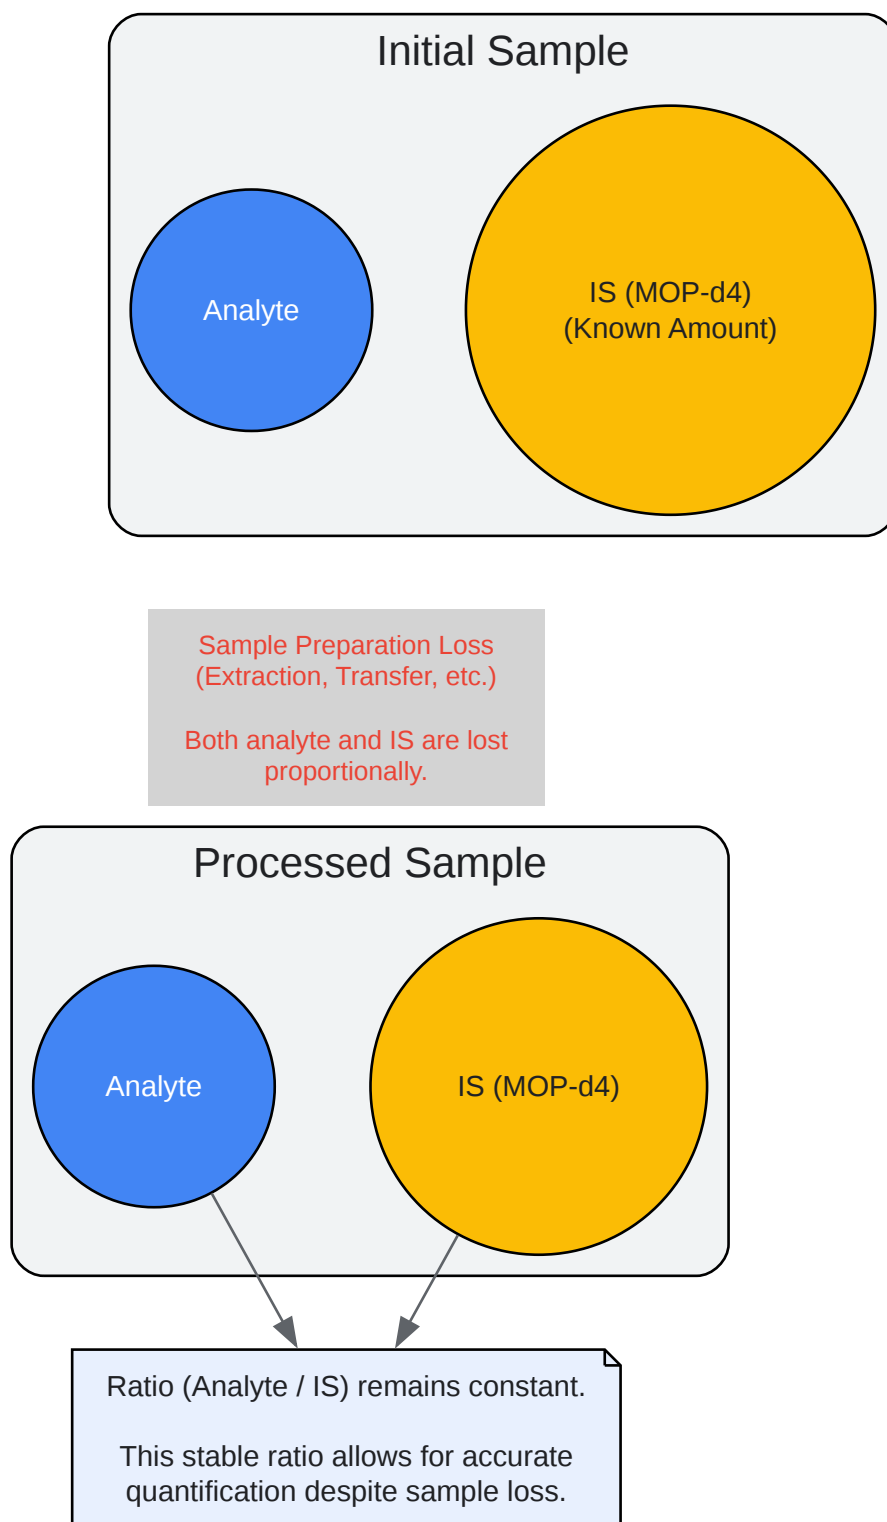 Initial Sample
Analyte
IS (MOP-d4)
(Known Amount)
Sample Preparation Loss
(Extraction, Transfer, etc.)
Both analyte and IS are lost
proportionally.
Processed Sample
Analyte
IS (MOP-d4)
Ratio (Analyte / IS) remains constant.
This stable ratio allows for accurate
quantification despite sample loss.